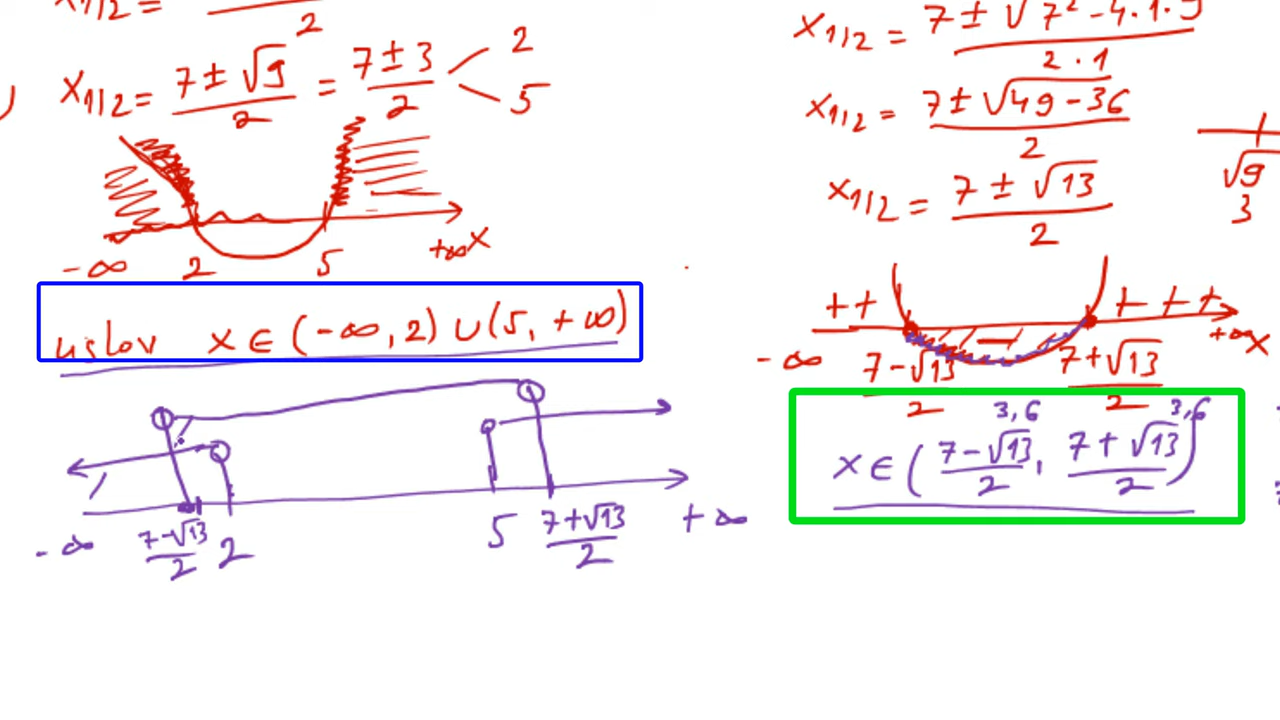 x₁/₂ = ──/2
x₁/₂ = (7 ± √9)/2 = (7 ± 3)/2 < 2
5
-∞ 2 5 +∞ x
uslov x ∈ (-∞, 2) ∪ (5, +∞)
-∞ (7-√13)/2 2 5 (7+√13)/2 +∞
x₁/₂ = (7 ± √(7² - 4·1·9))/(2·1)
x₁/₂ = (7 ± √(49 - 36))/2
x₁/₂ = (7 ± √13)/2
√9
3
++ - +++
-∞ (7-√13)/2 (7+√13)/2 +∞ x
3,6 3,6
x ∈ ((7-√13)/2, (7+√13)/2)